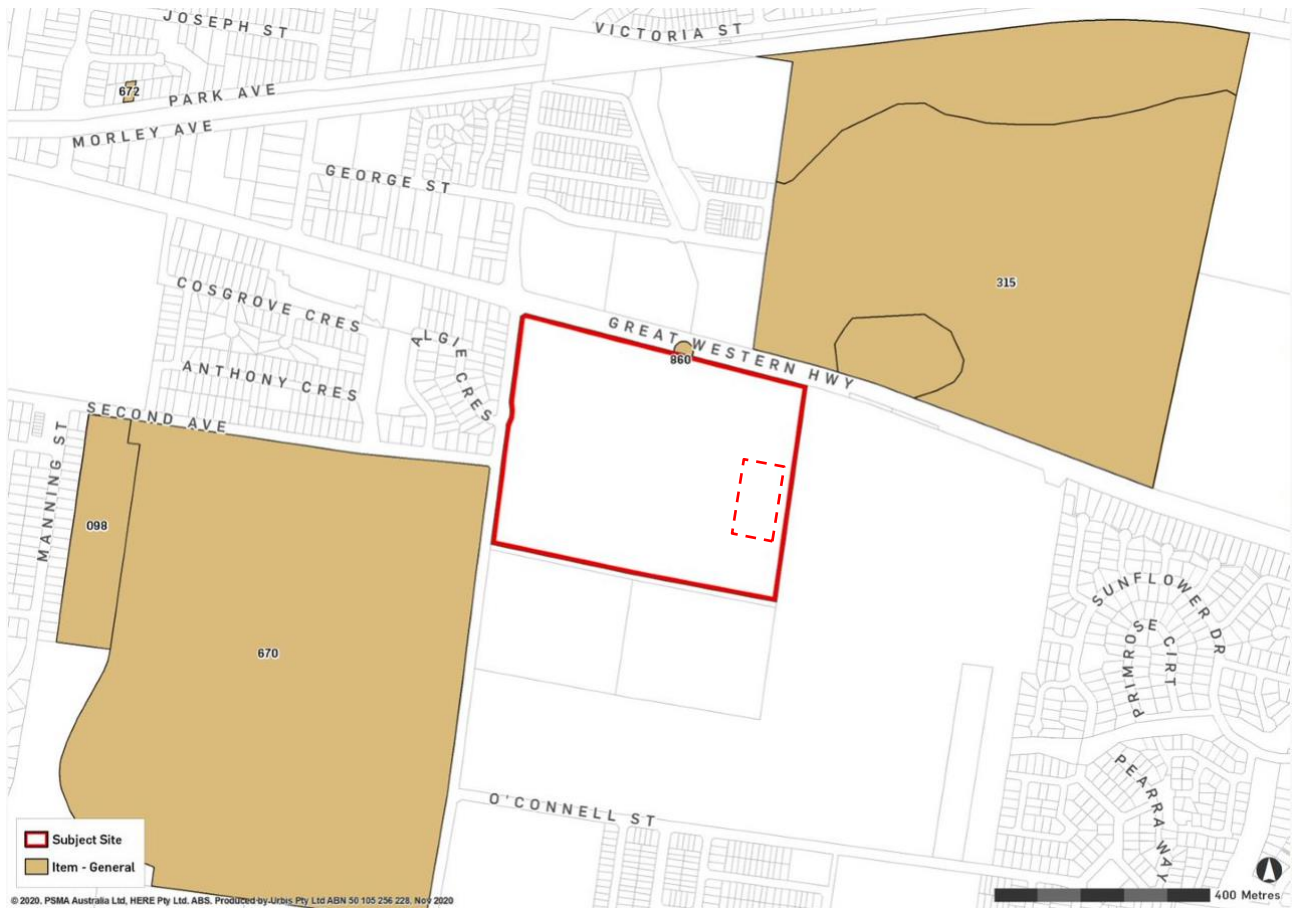 JOSEPH ST
VICTORIA ST
672
PARK AVE
MORLEY AVE
GEORGE ST
315
COSGROVE CRES
ALGIE CRES
GREAT WESTERN HWY
860
ANTHONY CRES
SECOND AVE
MANNING ST
098
670
SUNFLOWER DR
PRIMROSE CIRT
PEARRA WAY
O'CONNELL ST
Subject Site
Item - General
400 Metres
© 2020. PSMA Australia Ltd, HERE Pty Ltd. ABS. Produced by Urbis Pty Ltd ABN 50 105 256 228, Nov 2020